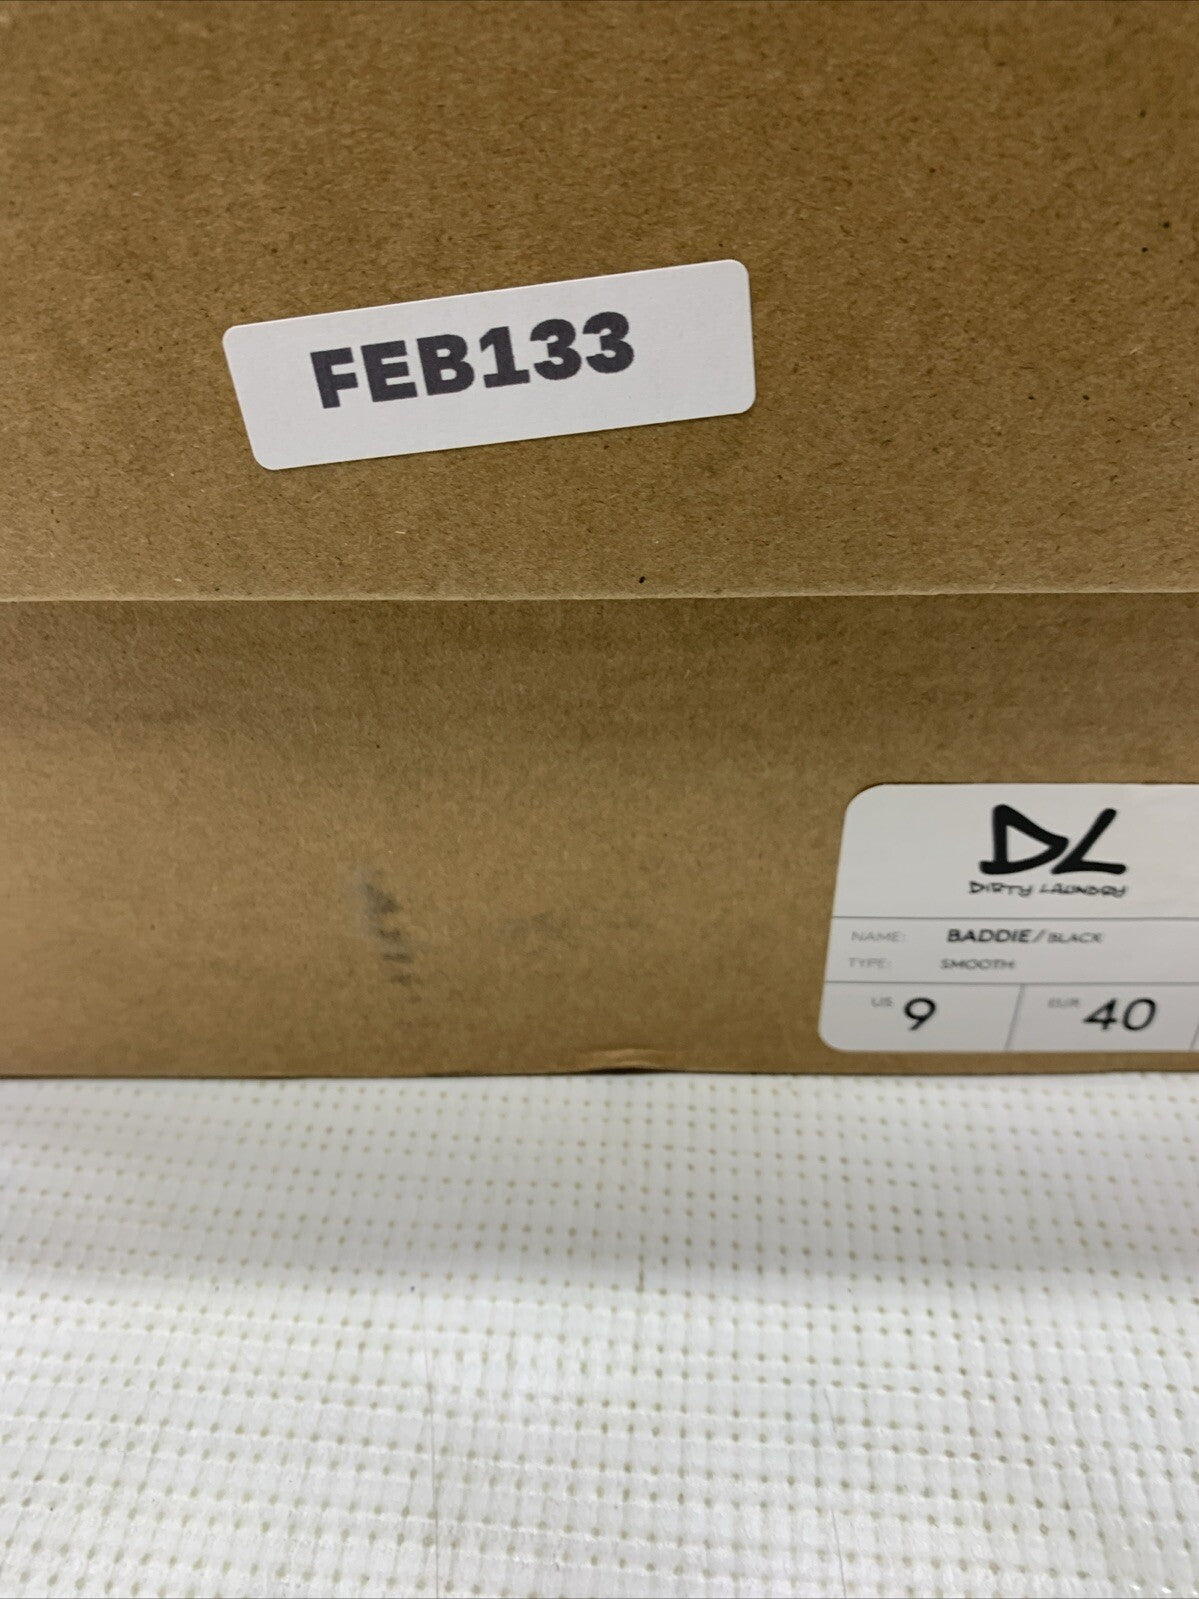 FEB133
DL
DIRTY LAUNDRY
NAME: BADDIE/BLACK
TYPE: SMOOTH
US 9 EUR 40